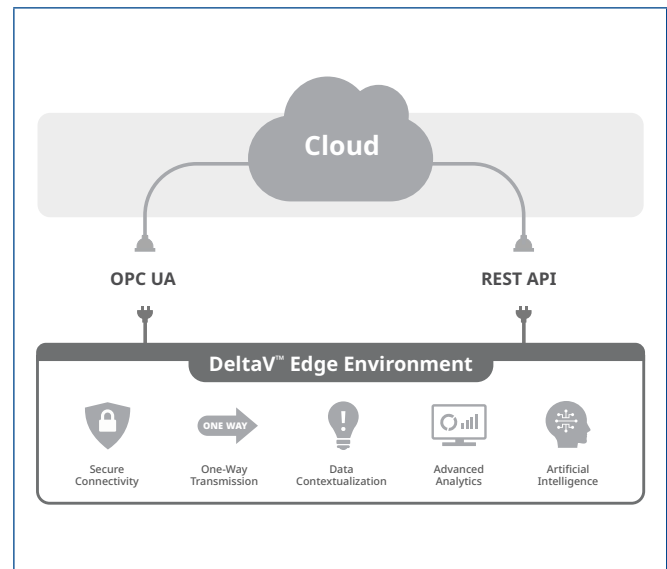 Cloud
OPC UA
REST API
DeltaV™ Edge Environment
ONE WAY
Secure
Connectivity
One-Way
Transmission
Data
Contextualization
Advanced
Analytics
Artificial
Intelligence